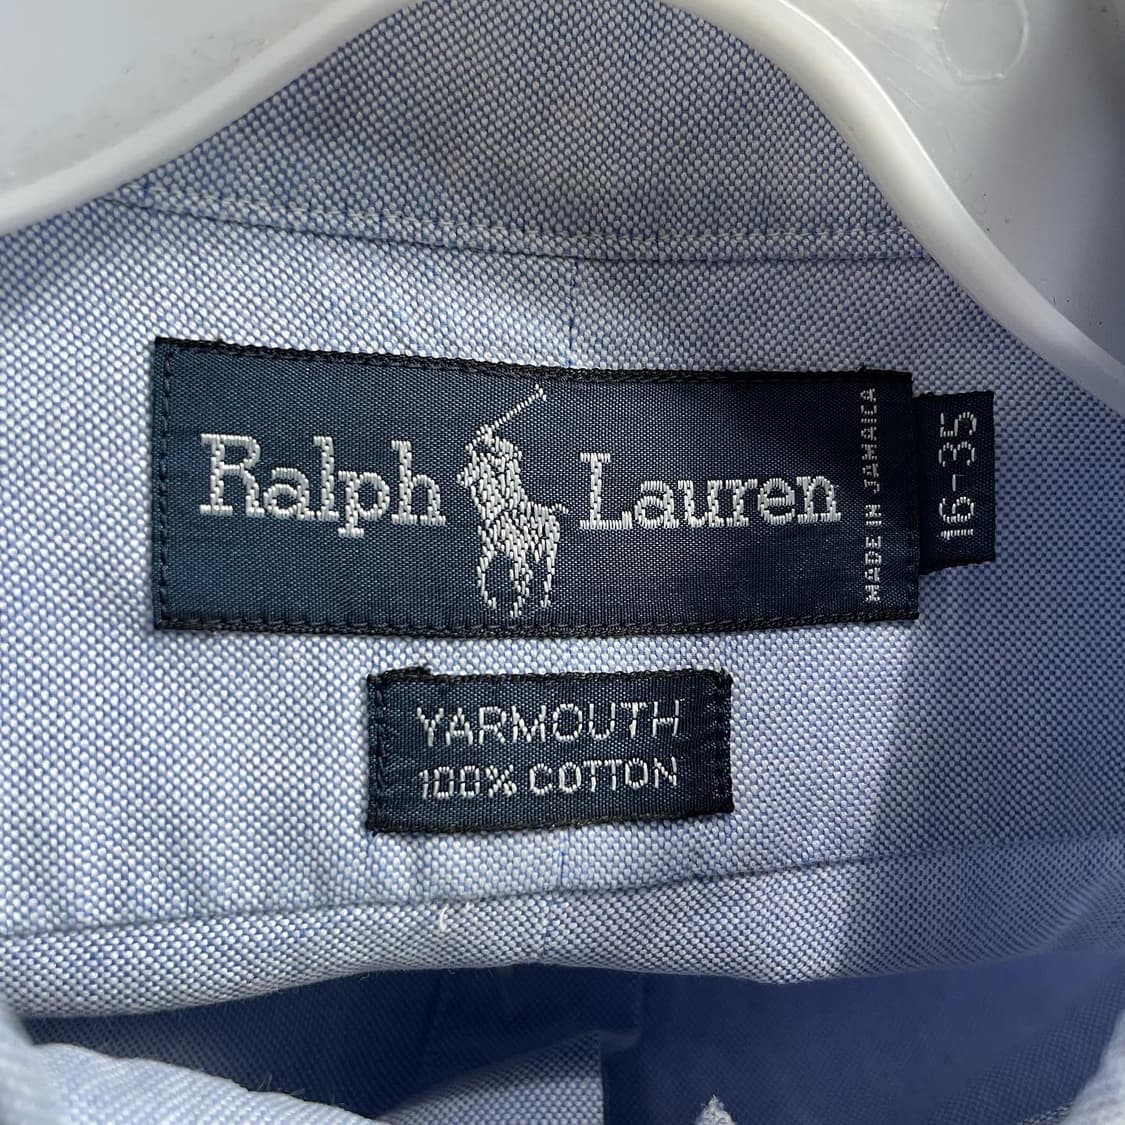 Ralph Lauren
MADE IN JAMAICA
16-35
YARMOUTH
100% COTTON